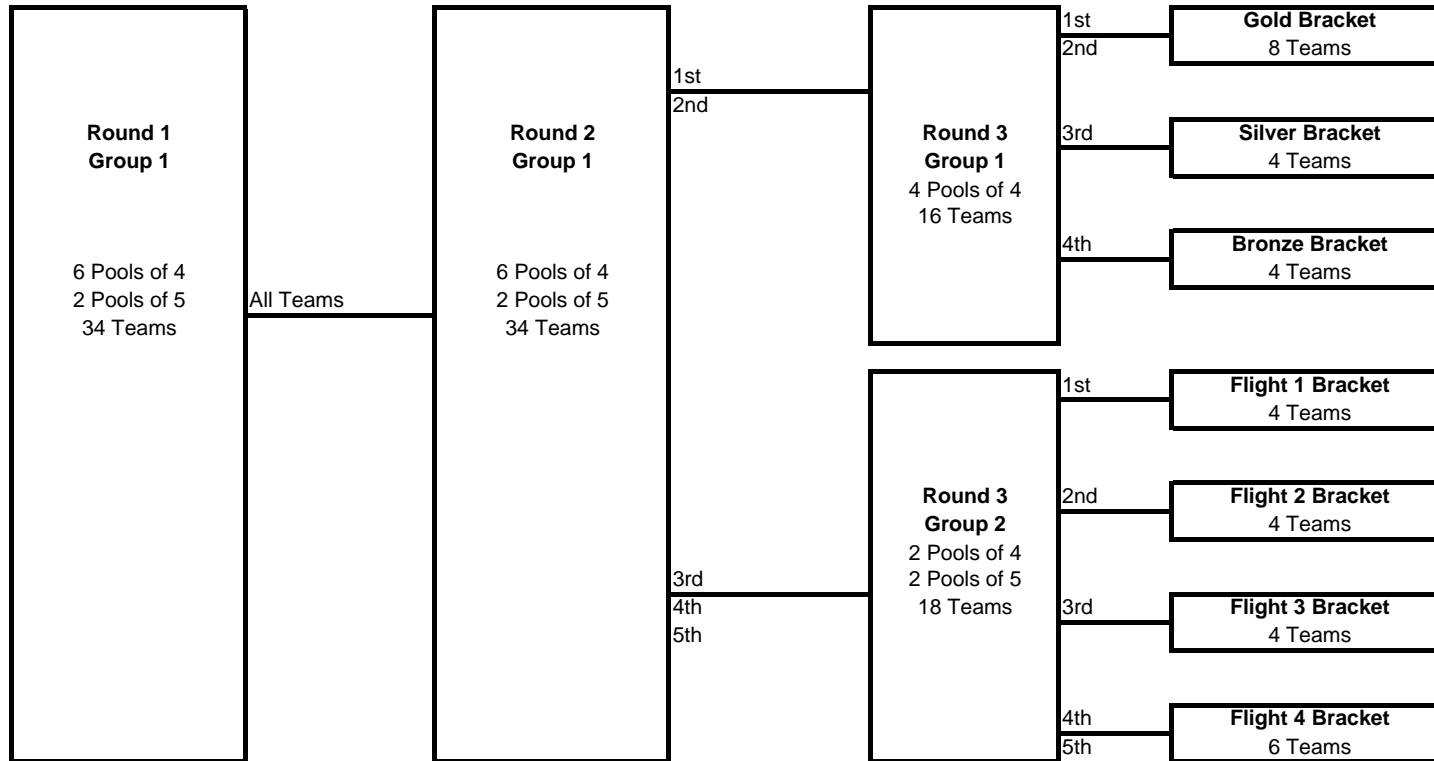 Round 1
Group 1
6 Pools of 4
2 Pools of 5
34 Teams
All Teams
Round 2
Group 1
6 Pools of 4
2 Pools of 5
34 Teams
1st
2nd
3rd
4th
5th
Round 3
Group 1
4 Pools of 4
16 Teams
1st
2nd
3rd
4th
Gold Bracket
8 Teams
Silver Bracket
4 Teams
Bronze Bracket
4 Teams
Round 3
Group 2
2 Pools of 4
2 Pools of 5
18 Teams
1st
2nd
3rd
4th
5th
Flight 1 Bracket
4 Teams
Flight 2 Bracket
4 Teams
Flight 3 Bracket
4 Teams
Flight 4 Bracket
6 Teams